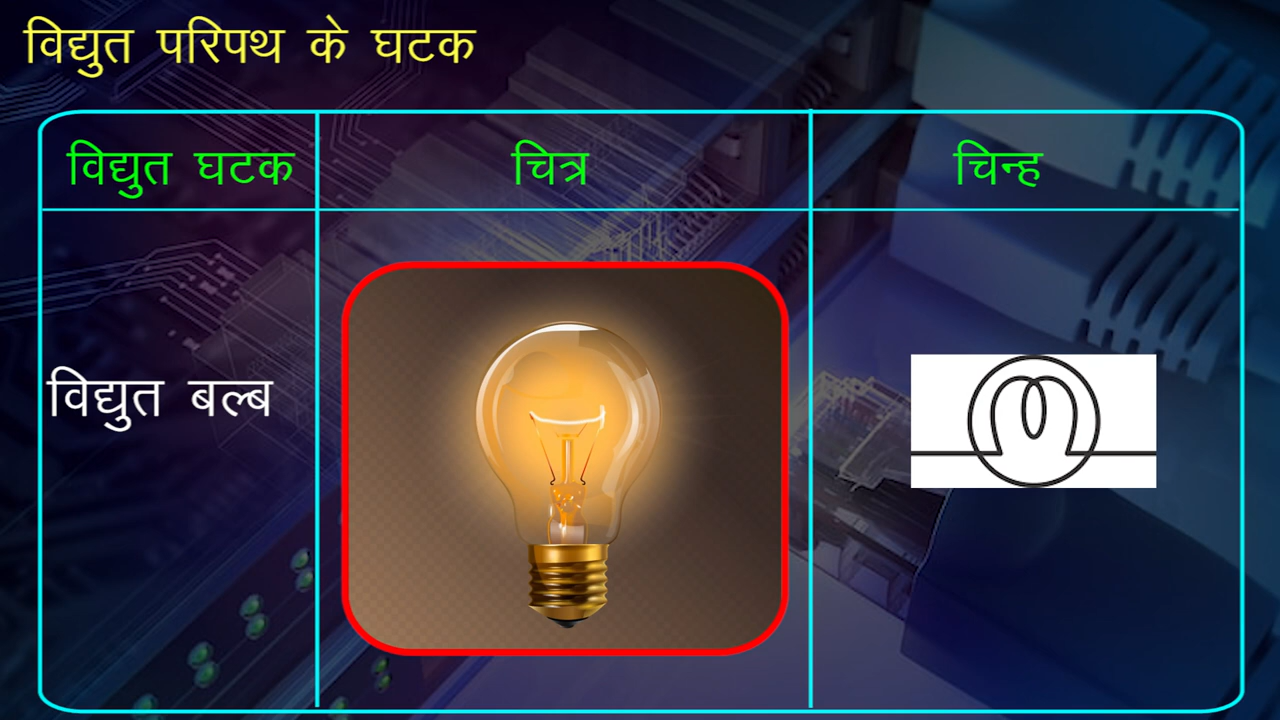 विद्युत परिपथ के घटक
विद्युत घटक चित्र चिन्ह
विद्युत बल्ब